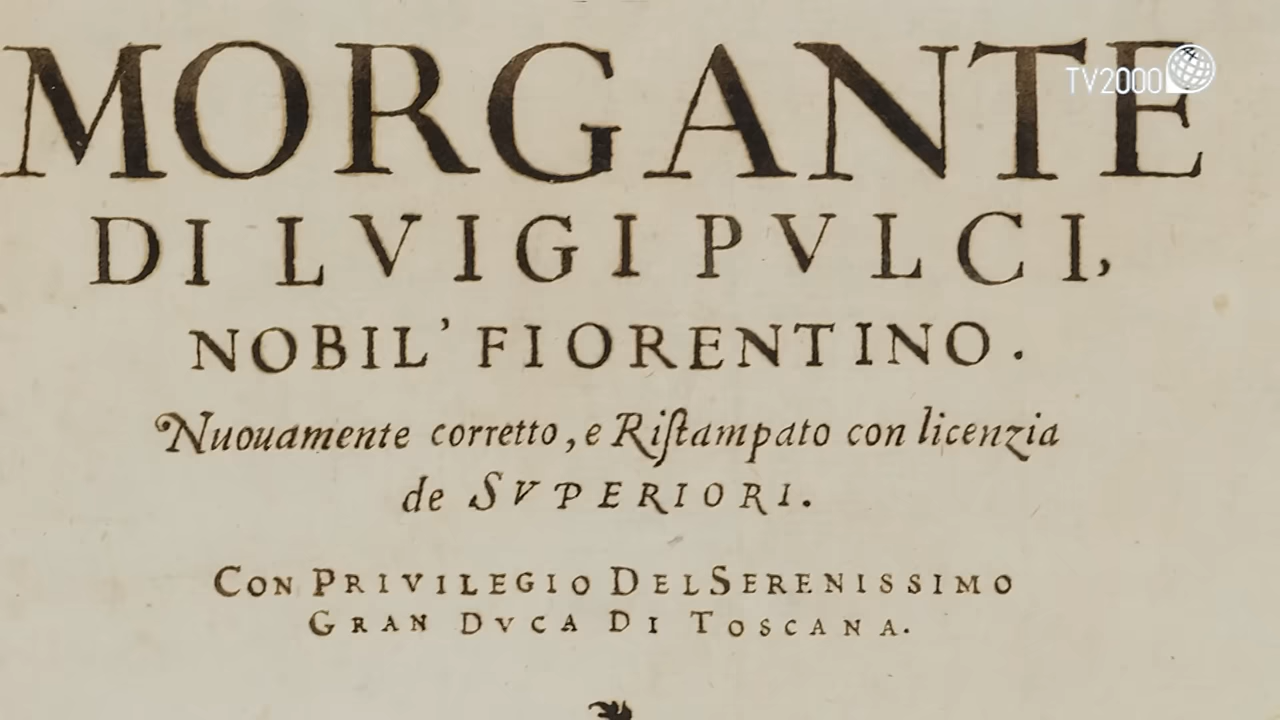 MORGANTE
TV2000
DI LVIGI PVLCI,
NOBIL' FIORENTINO.
Nuouamente corretto, e Riſtampato con licenzia
de SVPERIORI.
CON PRIVILEGIO DEL SERENISSIMO
GRAN DVCA DI TOSCANA.